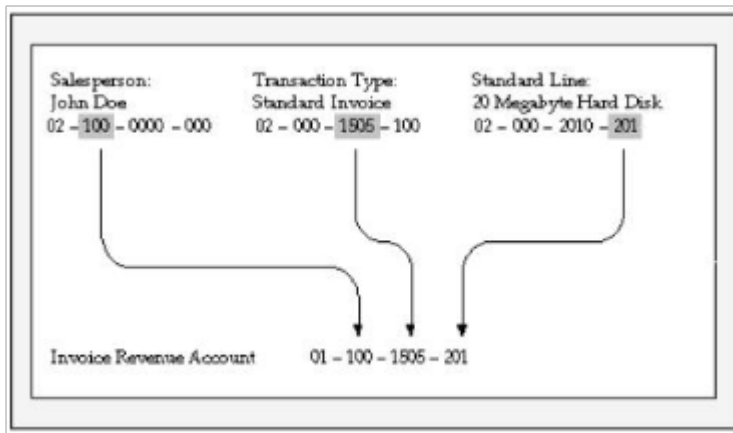 Salesperson:
John Doe
02 – 100 – 0000 – 000
Transaction Type:
Standard Invoice
02 – 000 – 1505 – 100
Standard Line:
20 Megabyte Hard Disk
02 – 000 – 2010 – 201
Invoice Revenue Account 01 – 100 – 1505 – 201